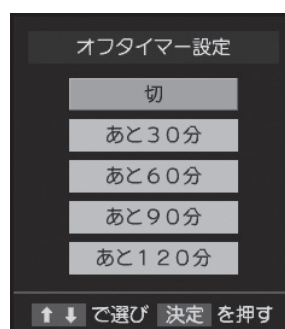 オフタイマー設定
切
あと30分
あと60分
あと90分
あと120分
⬆⬇で選び 決定 を押す